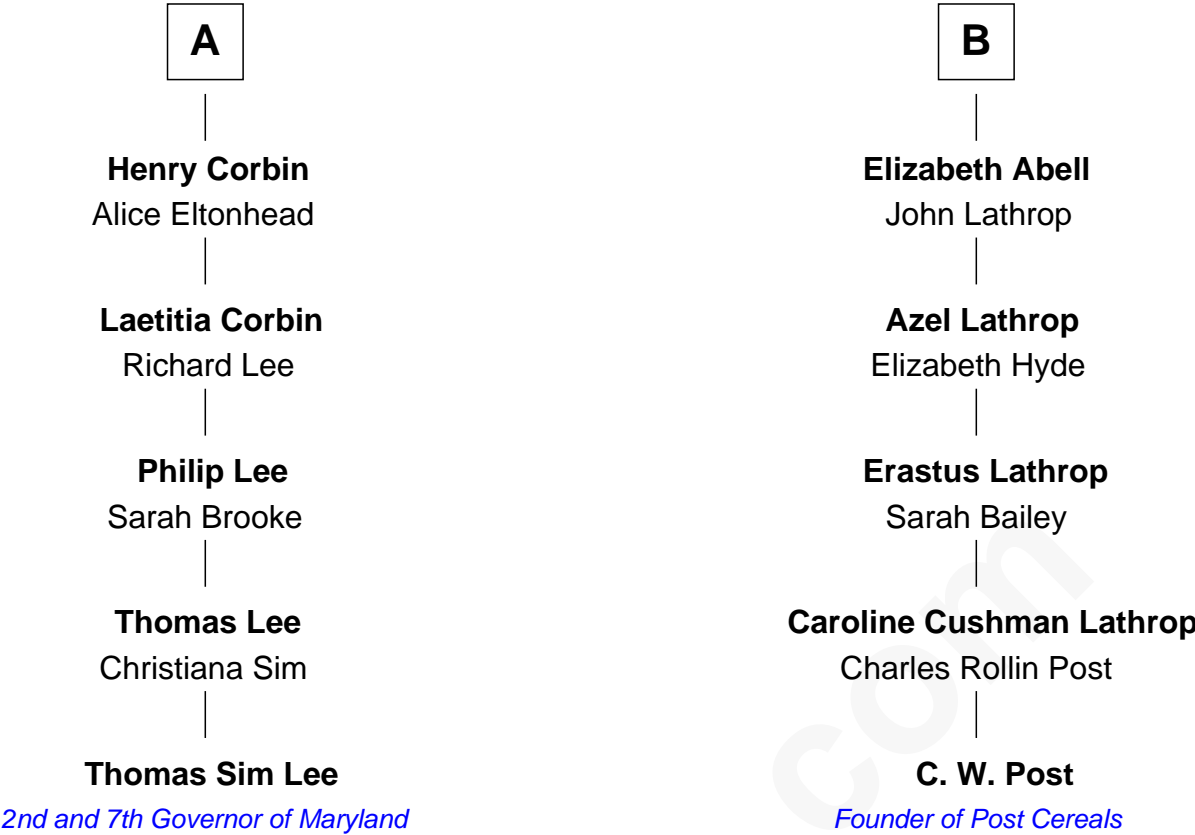 A
Henry Corbin
Alice Eltonhead
Laetitia Corbin
Richard Lee
Philip Lee
Sarah Brooke
Thomas Lee
Christiana Sim
Thomas Sim Lee
2nd and 7th Governor of Maryland
B
Elizabeth Abell
John Lathrop
Azel Lathrop
Elizabeth Hyde
Erastus Lathrop
Sarah Bailey
Caroline Cushman Lathrop
Charles Rollin Post
C. W. Post
Founder of Post Cereals
com